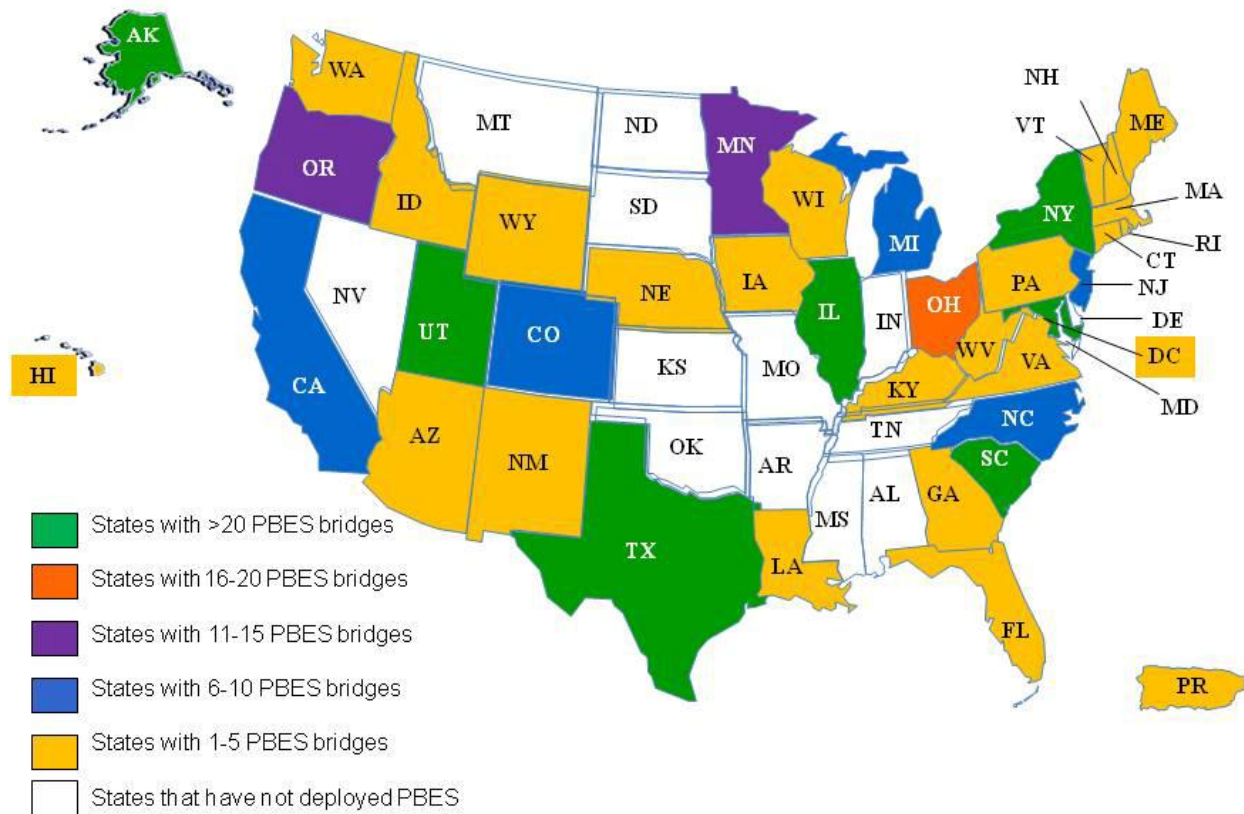 AK
WA
NH
MT
ND
VT
ME
MN
OR
ID
WI
MA
SD
NY
WY
MI
RI
CT
PA
IA
NE
NV
NJ
OH
IL
IN
UT
CO
DE
WV
DC
VA
HI
KS
MO
CA
KY
MD
NC
TN
AZ
OK
SC
NM
AR
AL
GA
MS
States with >20 PBES bridges
TX
LA
States with 16-20 PBES bridges
FL
States with 11-15 PBES bridges
PR
States with 6-10 PBES bridges
States with 1-5 PBES bridges
States that have not deployed PBES